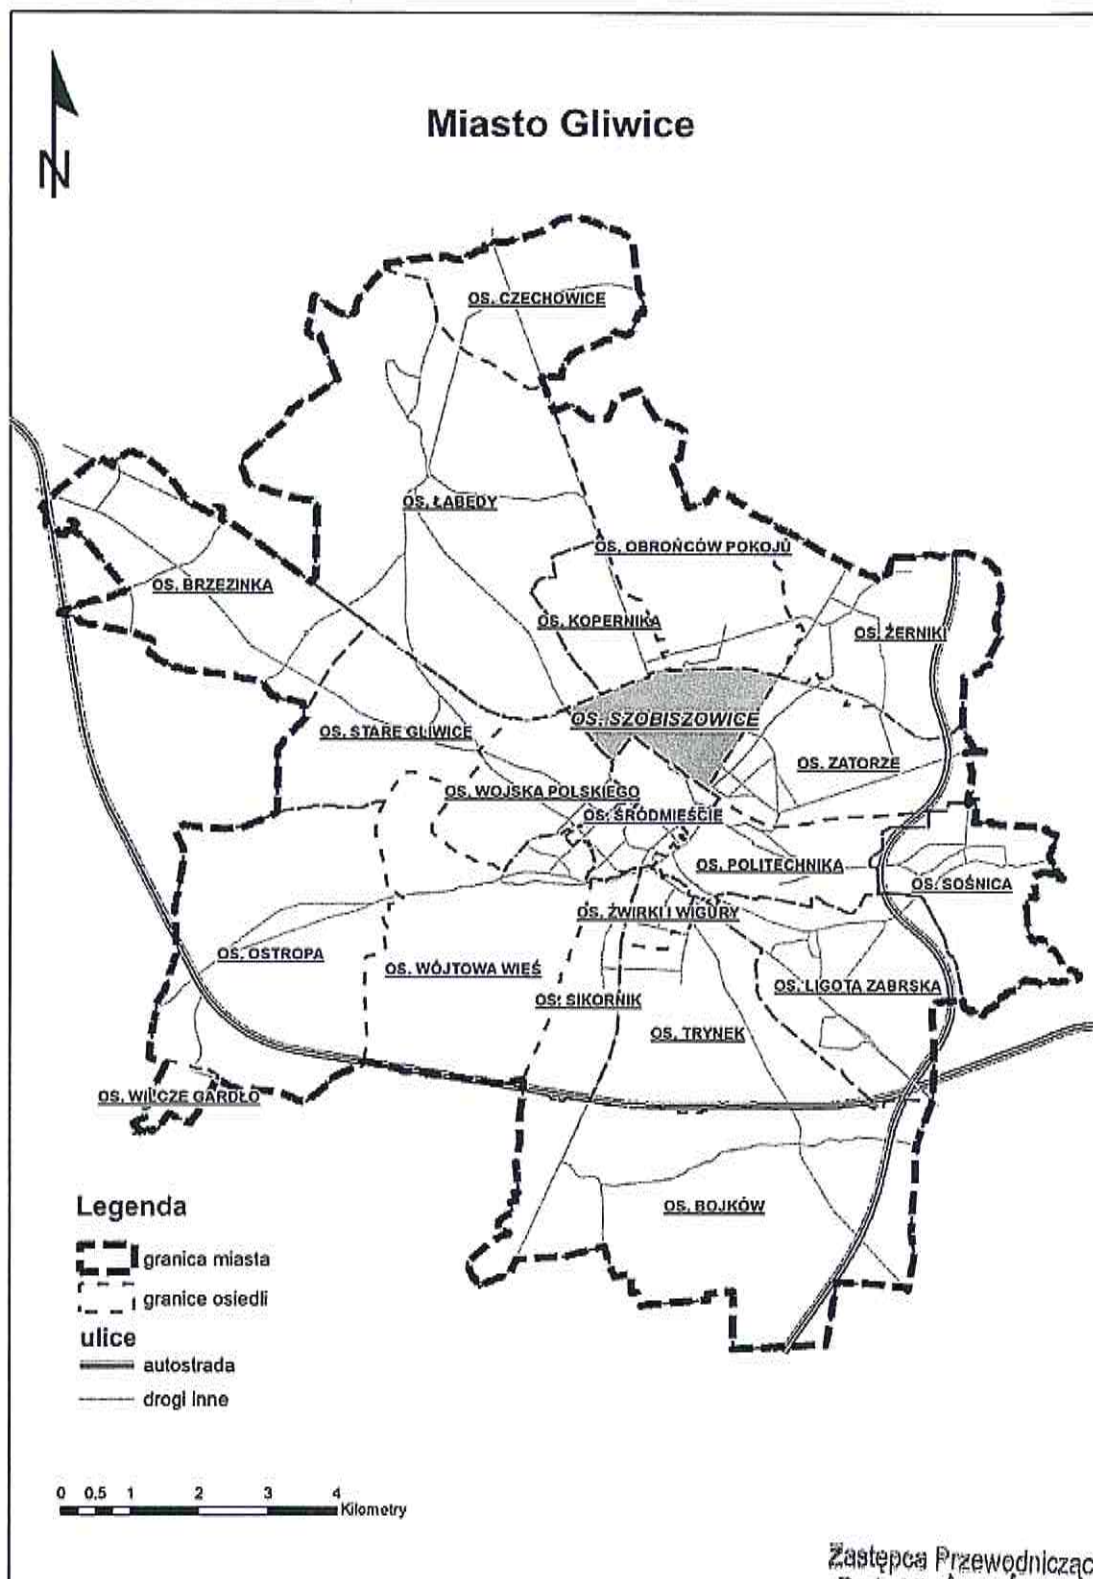 Miasto Gliwice
N
OS. CZECHOWICE
OS. ŁABĘDY
OS. OBROŃCÓW POKOJU
OS. BRZEZINKA
OS. KOPERNIKA
OS. ŻERNIKI
OS. SZOBISZOWICE
OS. STARE GLIWICE
OS. ZATORZE
OS. WOJSKA POLSKIEGO
OS. ŚRÓDMIEŚCIE
OS. POLITECHNIKA
OS. SOŚNICA
OS. ŻWIRKI I WIGURY
OS. OSTROPA
OS. WÓJTOWA WIEŚ
OS. LIGOTA ZABRSKA
OS. SIKORNIK
OS. TRYNEK
OS. WILCZE GARDŁO
OS. BOJKÓW
Legenda
granica miasta
granice osiedli
ulice
autostrada
drogi inne
0 0,5 1 2 3 4
Kilometry
Zastępca Przewodnicząc